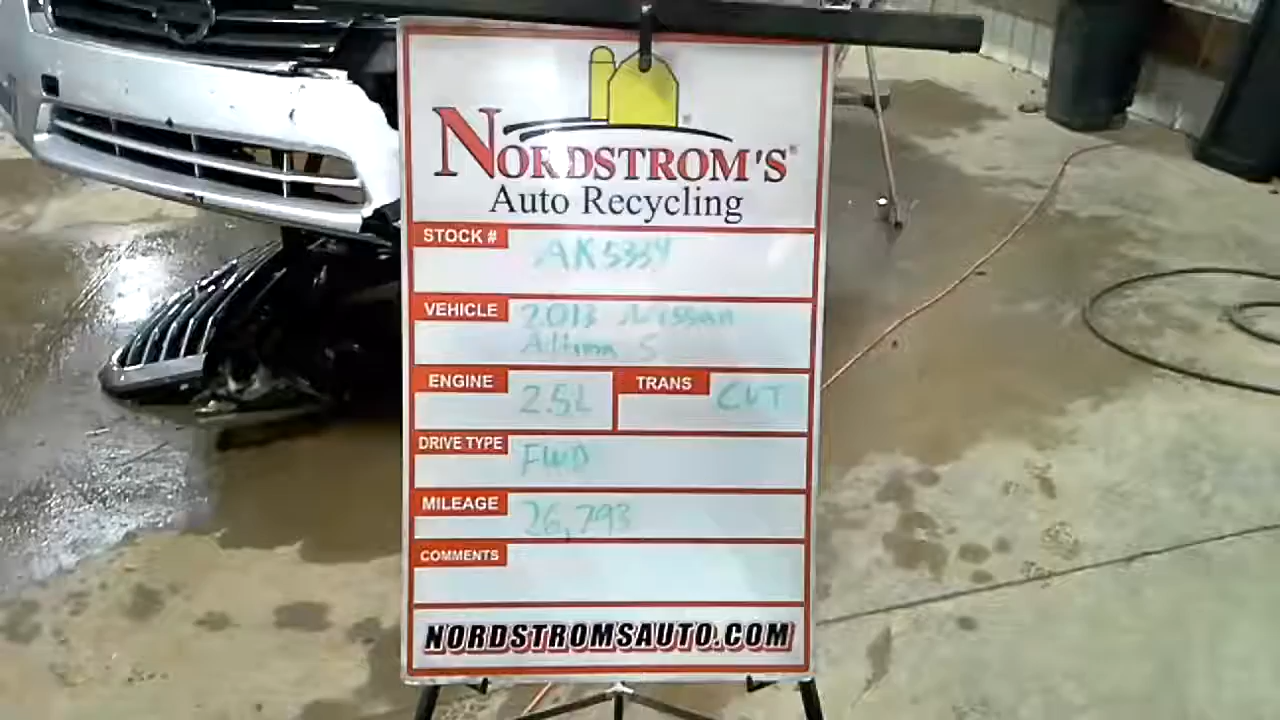 NORDSTROM'S®
Auto Recycling
STOCK # AK5334
VEHICLE 2013 Nissan
Altima S
ENGINE 2.5L TRANS CVT
DRIVE TYPE FWD
MILEAGE 26,793
COMMENTS
NORDSTROMSAUTO.COM